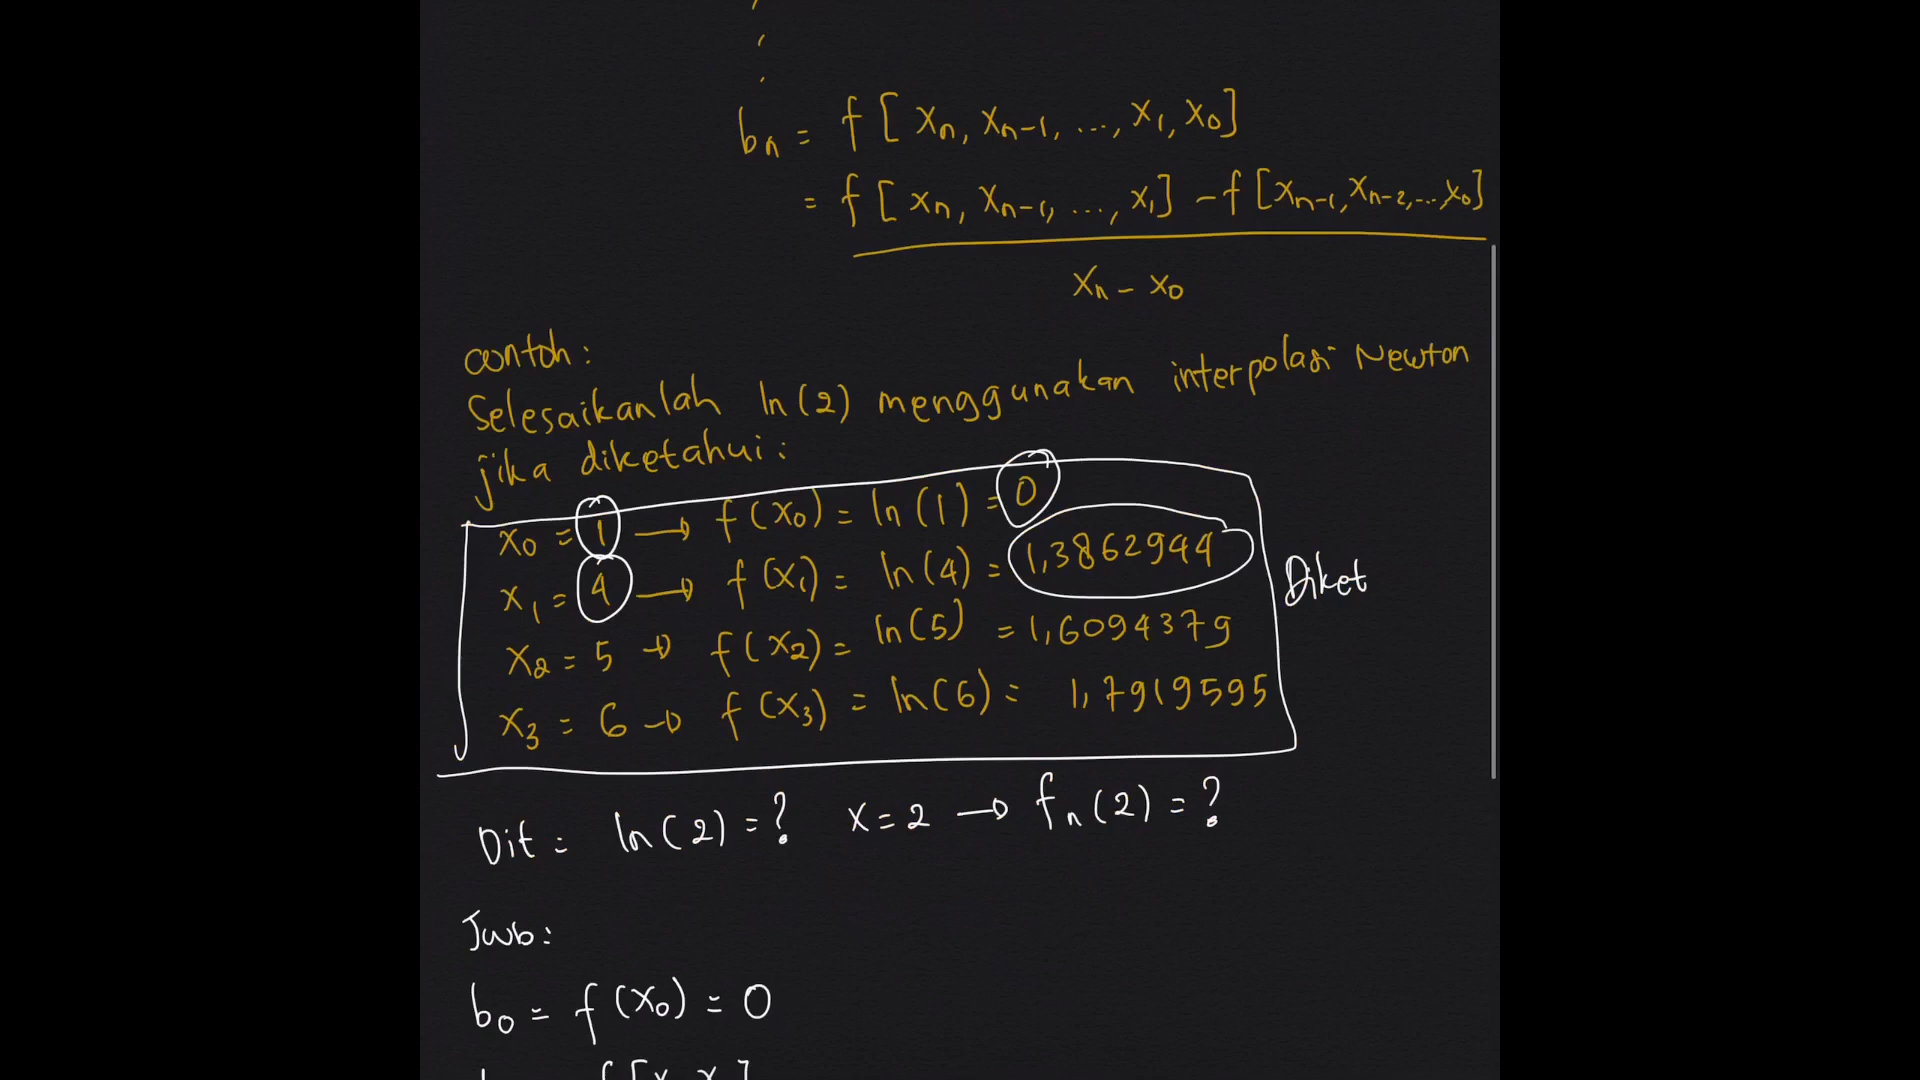 bn = f [ xn, xn-1, ..., x1, x0]
= f [ xn, xn-1, ..., x1] - f [xn-1, xn-2, ..., x0]
xn - x0
contoh:
Selesaikanlah ln(2) menggunakan interpolasi Newton
jika diketahui:
x0 = 1 → f(x0) = ln(1) = 0
x1 = 4 → f(x1) = ln(4) = 1,3862944
x2 = 5 → f(x2) = ln(5) = 1,6094379
x3 = 6 → f(x3) = ln(6) = 1,7919595
Diket
Dit = ln(2) = ? x = 2 → fn(2) = ?
Jwb:
b0 = f(x0) = 0